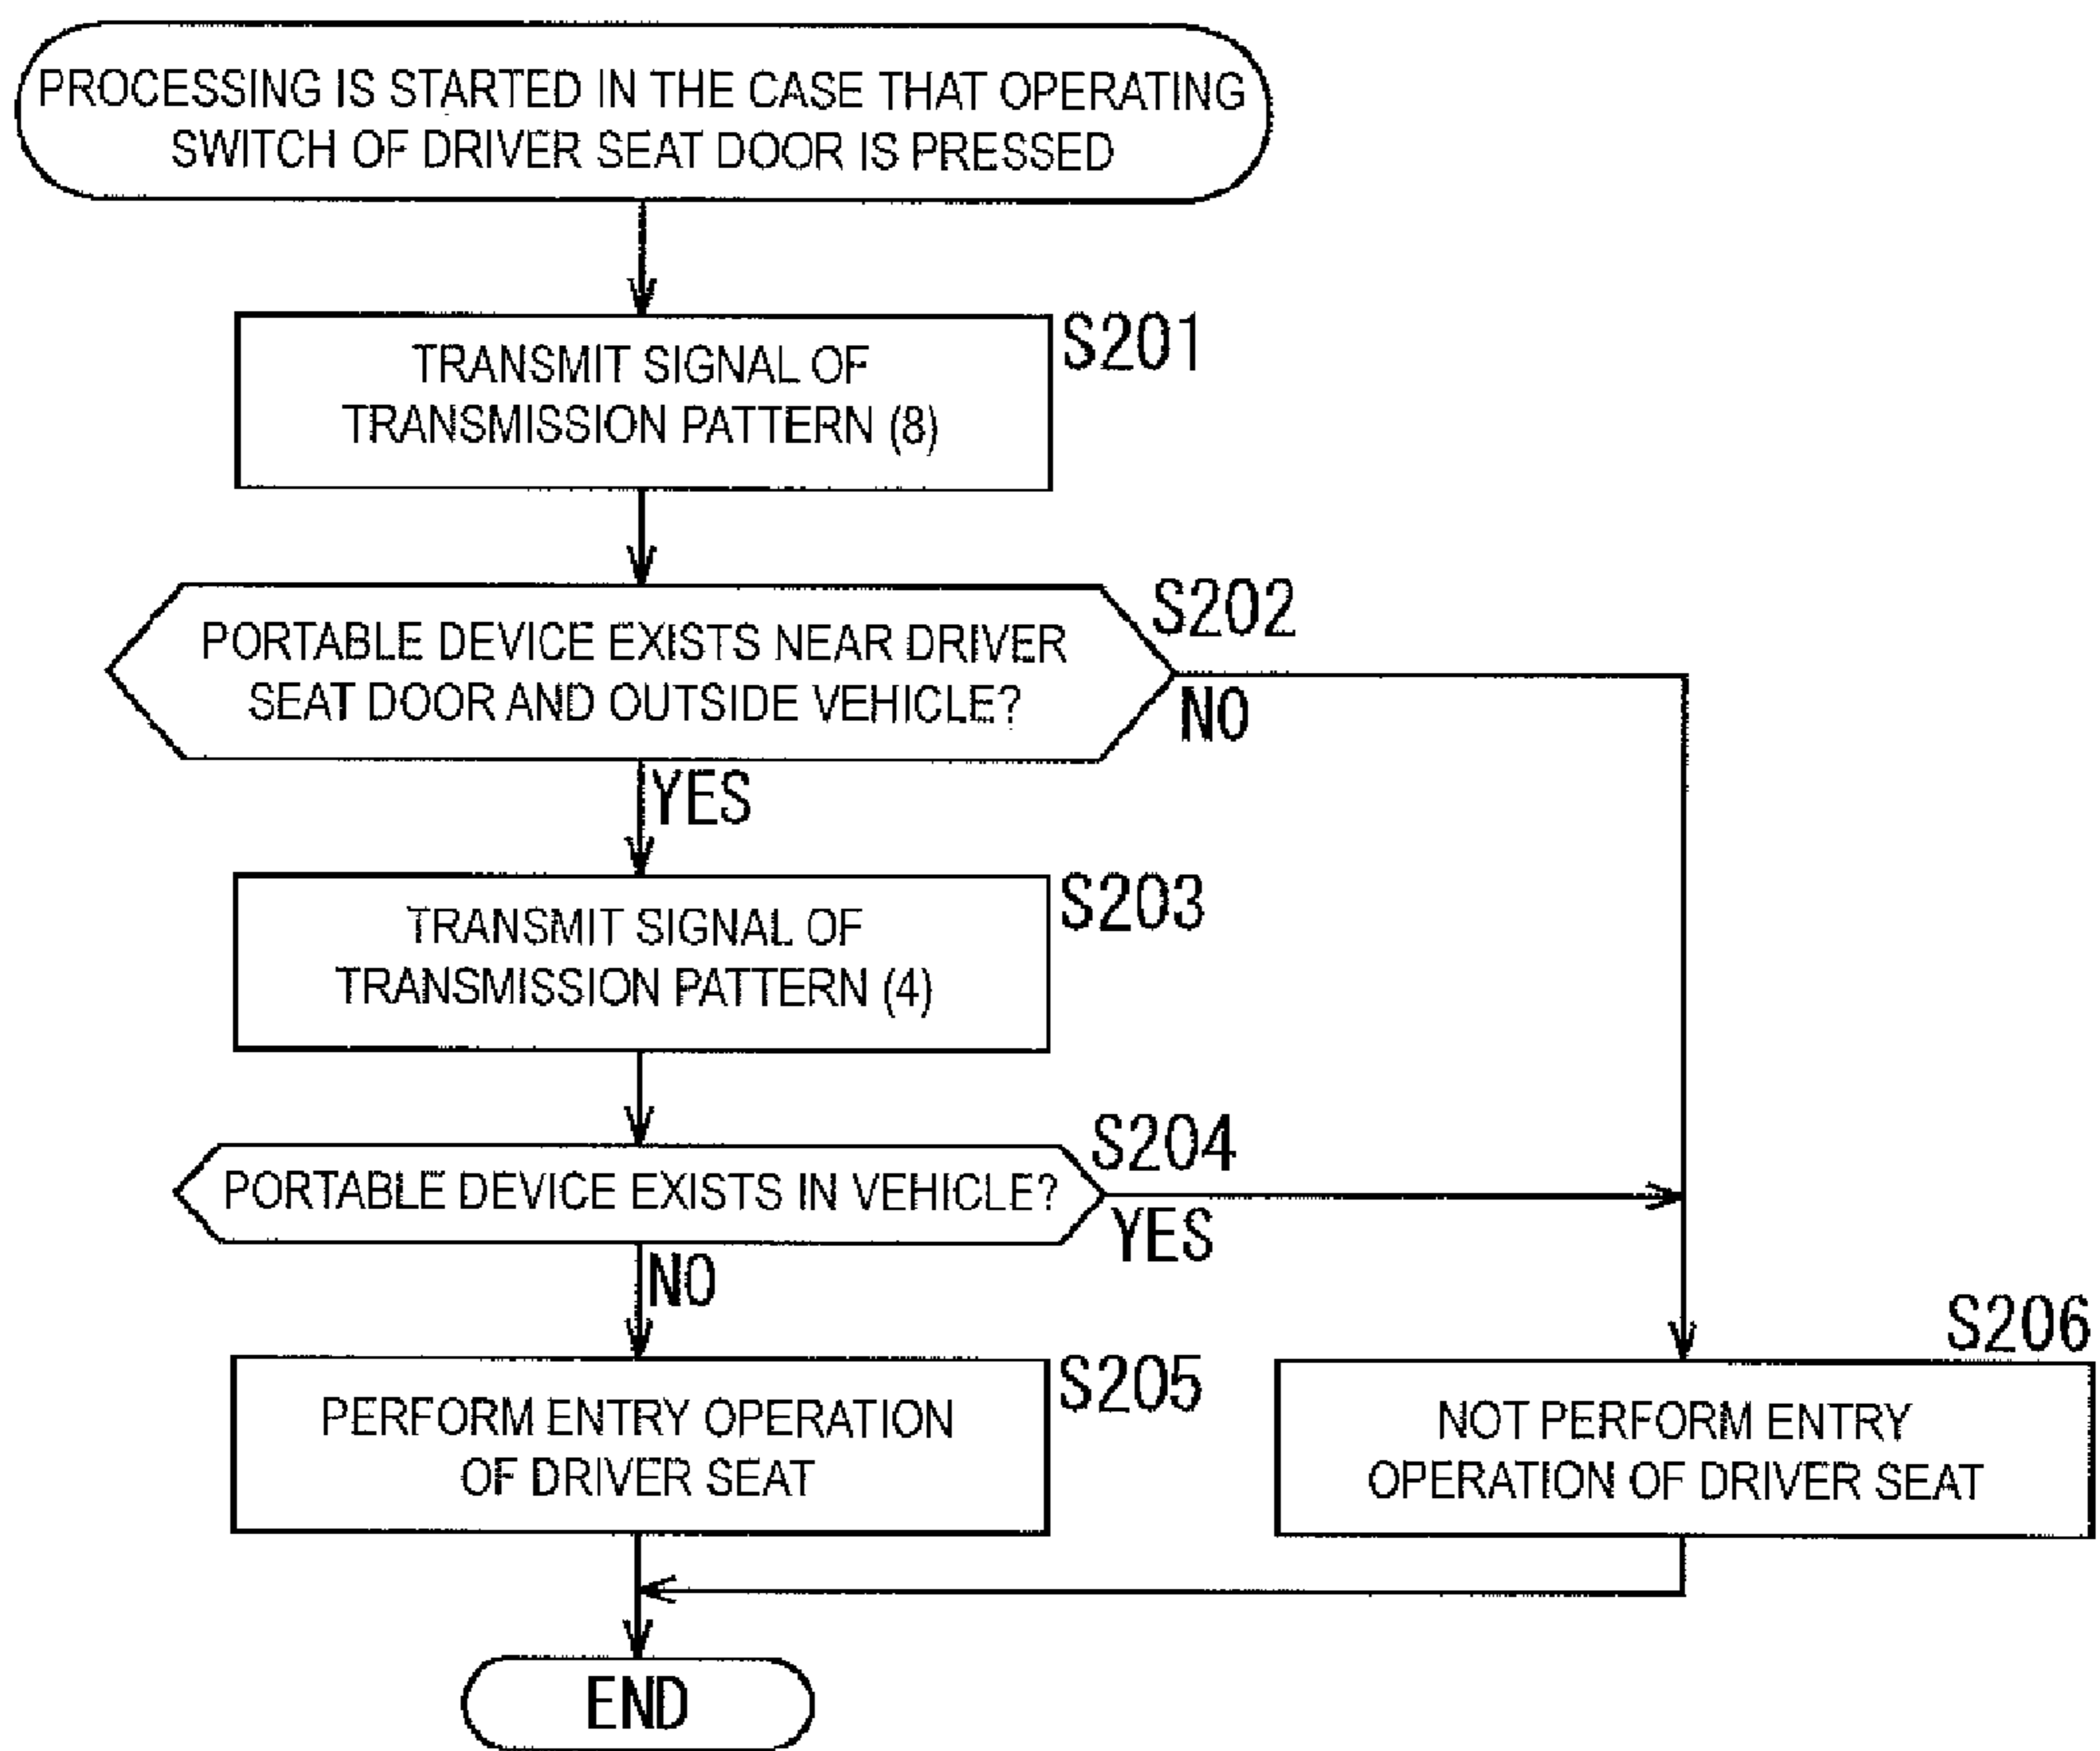 PROCESSING IS STARTED IN THE CASE THAT OPERATING
SWITCH OF DRIVER SEAT DOOR IS PRESSED
S201
TRANSMIT SIGNAL OF
TRANSMISSION PATTERN (8)
S202
PORTABLE DEVICE EXISTS NEAR DRIVER
SEAT DOOR AND OUTSIDE VEHICLE?
NO
YES
S203
TRANSMIT SIGNAL OF
TRANSMISSION PATTERN (4)
S204
PORTABLE DEVICE EXISTS IN VEHICLE?
YES
NO
S205
PERFORM ENTRY OPERATION
OF DRIVER SEAT
S206
NOT PERFORM ENTRY
OPERATION OF DRIVER SEAT
END